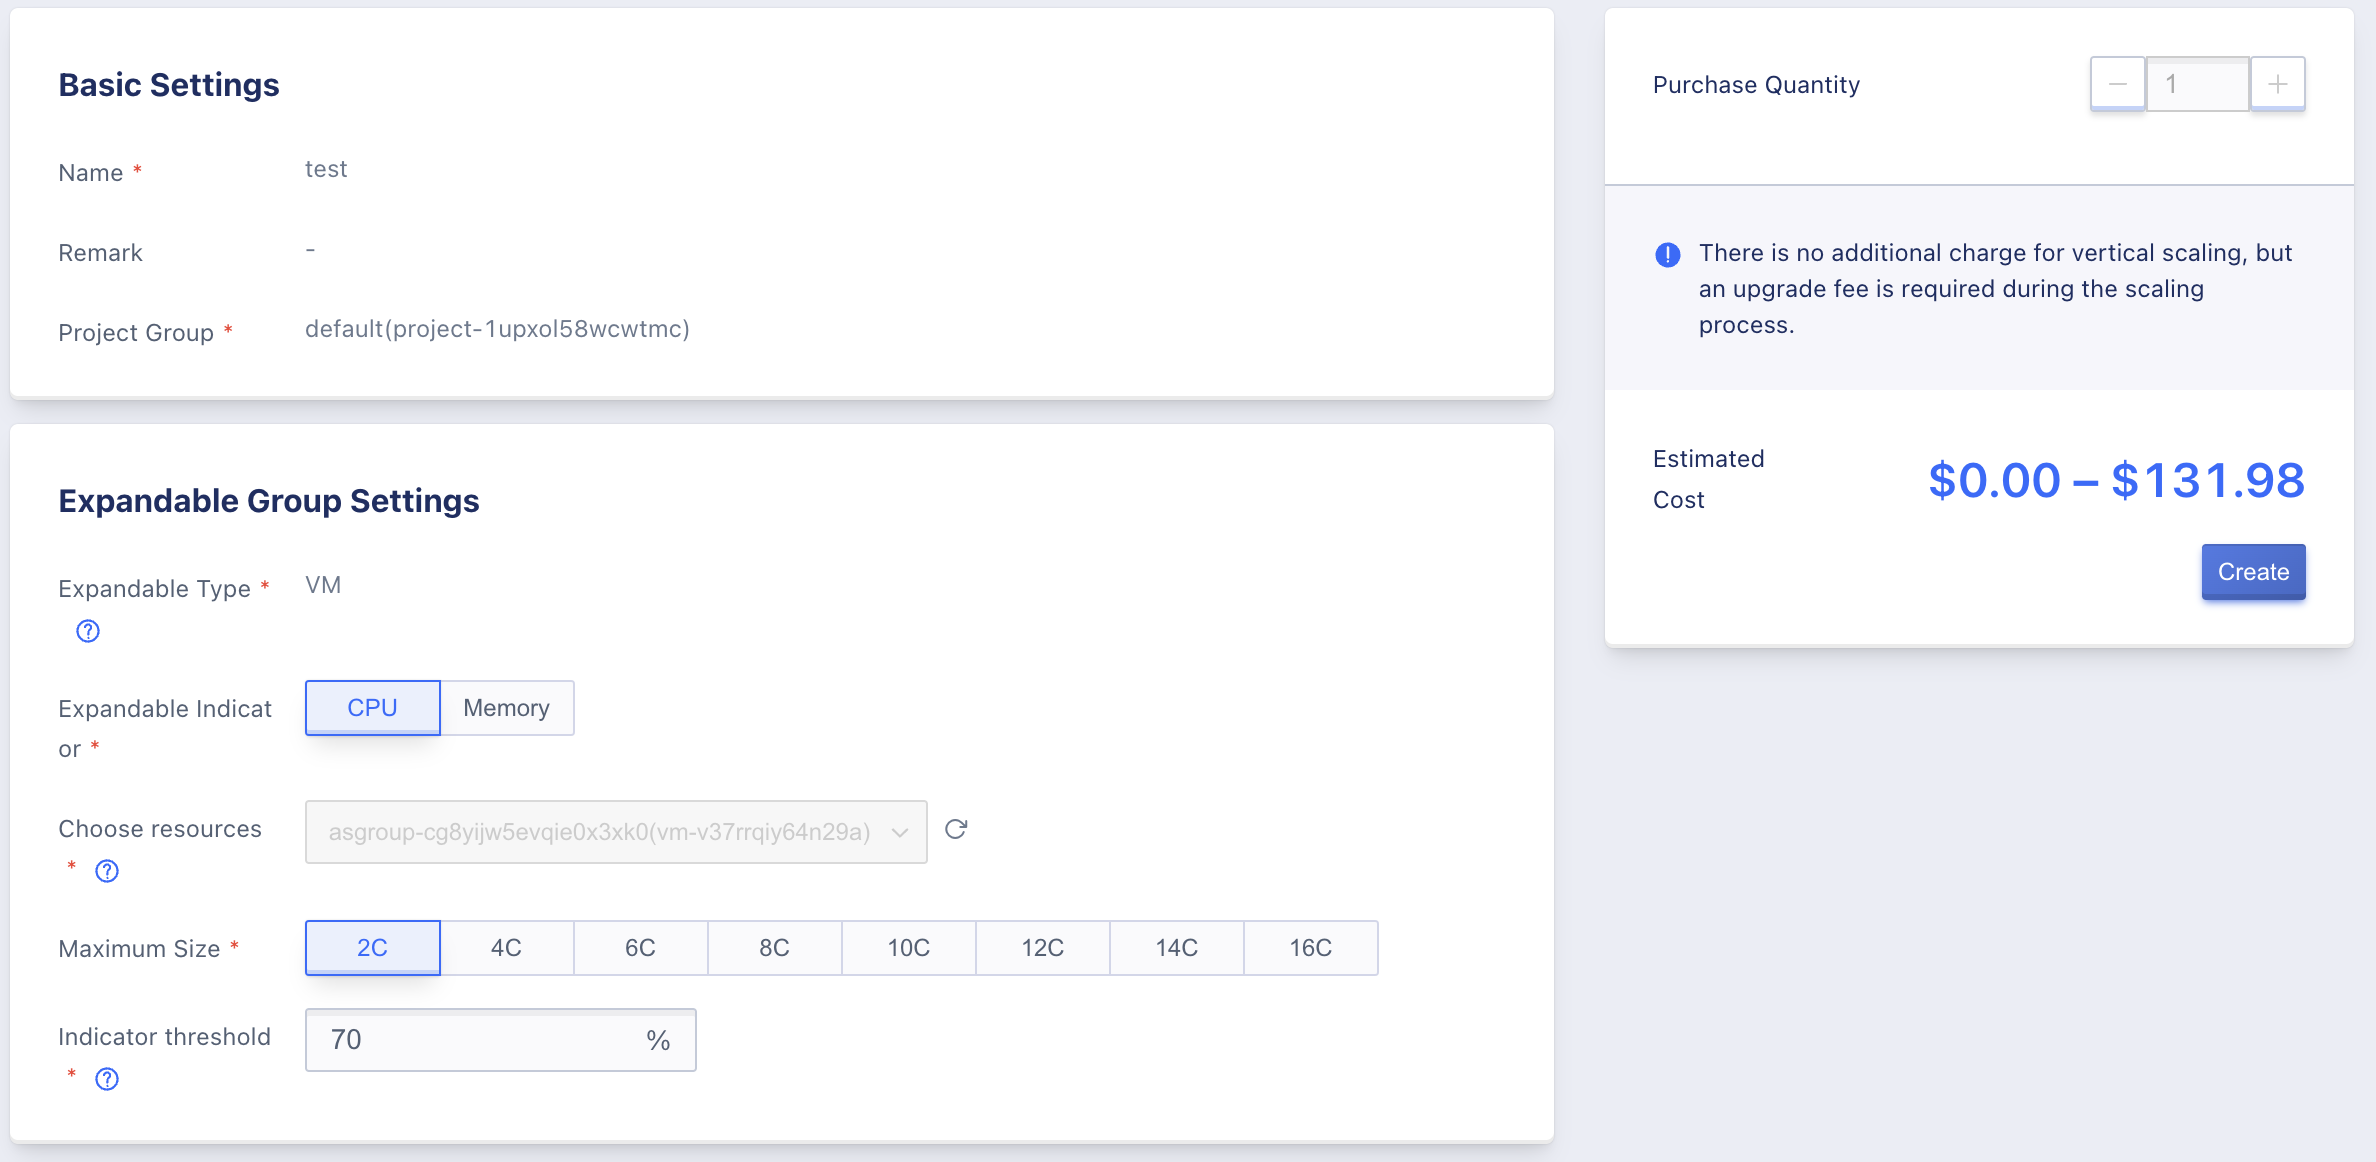 Basic Settings
Name *
test
Remark
-
Project Group *
default(project-1upxol58wcwtmc)
Expandable Group Settings
Expandable Type *
VM
Expandable Indicat
or *
CPU
Memory
Choose resources
*
asgroup-cg8yijw5evqie0x3xk0(vm-v37rrqiy64n29a)
Maximum Size *
2C
4C
6C
8C
10C
12C
14C
16C
Indicator threshold
*
70
%
Purchase Quantity
1
There is no additional charge for vertical scaling, but
an upgrade fee is required during the scaling
process.
Estimated
Cost
$0.00 – $131.98
Create